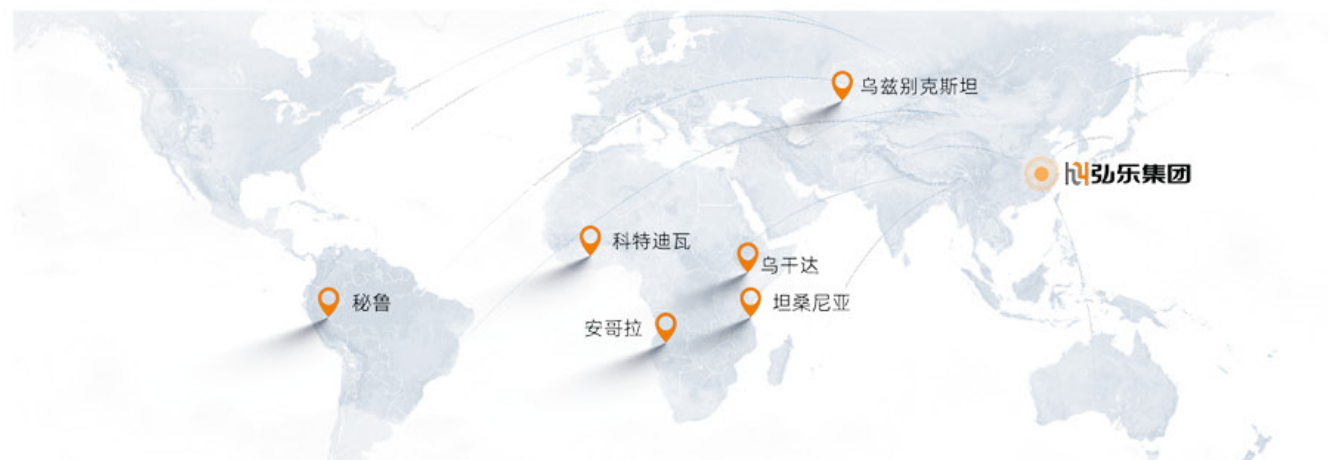 乌兹别克斯坦
弘乐集团
科特迪瓦
乌干达
秘鲁
坦桑尼亚
安哥拉